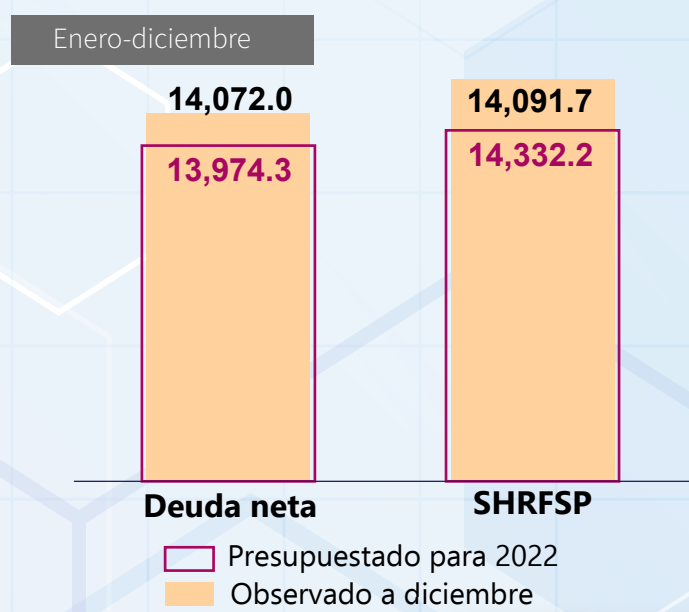 Enero-diciembre
14,072.0
14,091.7
13,974.3
14,332.2
Deuda neta
SHRFSP
Presupuestado para 2022
Observado a diciembre